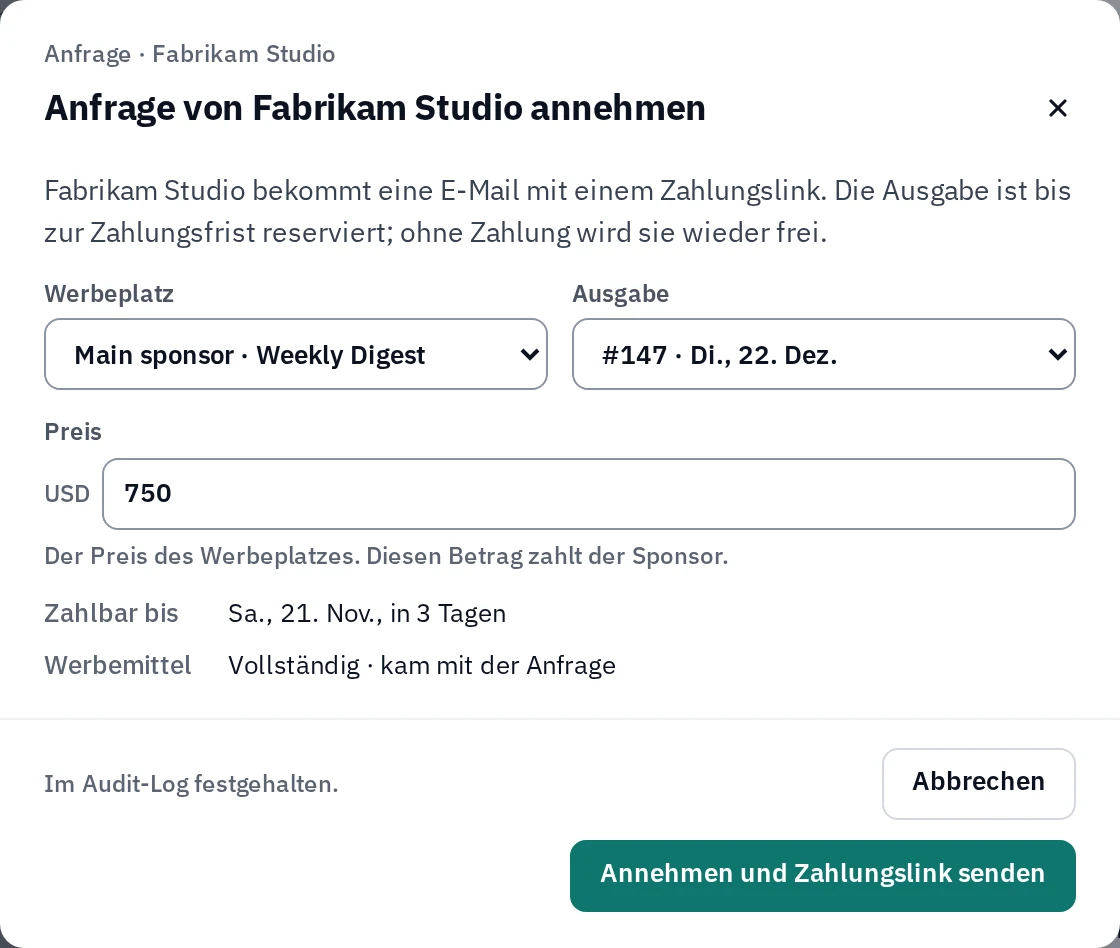 Anfrage · Fabrikam Studio
Anfrage von Fabrikam Studio annehmen
Fabrikam Studio bekommt eine E-Mail mit einem Zahlungslink. Die Ausgabe ist bis
zur Zahlungsfrist reserviert; ohne Zahlung wird sie wieder frei.
Werbeplatz
Ausgabe
Main sponsor · Weekly Digest
#147 · Di., 22. Dez.
Preis
USD 750
Der Preis des Werbeplatzes. Diesen Betrag zahlt der Sponsor.
Zahlbar bis Sa., 21. Nov., in 3 Tagen
Werbemittel Vollständig · kam mit der Anfrage
Im Audit-Log festgehalten.
Abbrechen
Annehmen und Zahlungslink senden